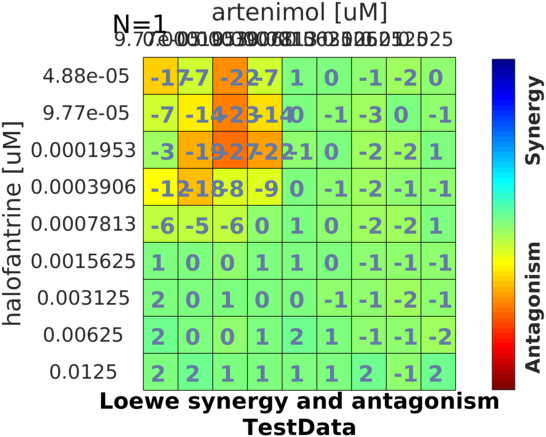 artenimol [uM]
N=1
halofantrine [uM]
4.88e-05 -17 -7 -22 -7 1 0 -1 -2 0
9.77e-05 -7 -14 -23 -14 0 -1 -3 0 -1
0.0001953 -3 -19 -27 -22 -1 0 -2 -2 1
0.0003906 -12 -18 -8 -9 0 -1 -2 -1 -1
0.0007813 -6 -5 -6 0 1 0 -2 -2 1
0.0015625 1 0 0 1 1 0 -1 -1 -1
0.003125 2 0 1 0 0 -1 -1 -2 -1
0.00625 2 0 0 1 2 1 -1 -1 -2
0.0125 2 2 1 1 1 1 2 -1 2
Synergy
Antagonism
Loewe synergy and antagonism
TestData